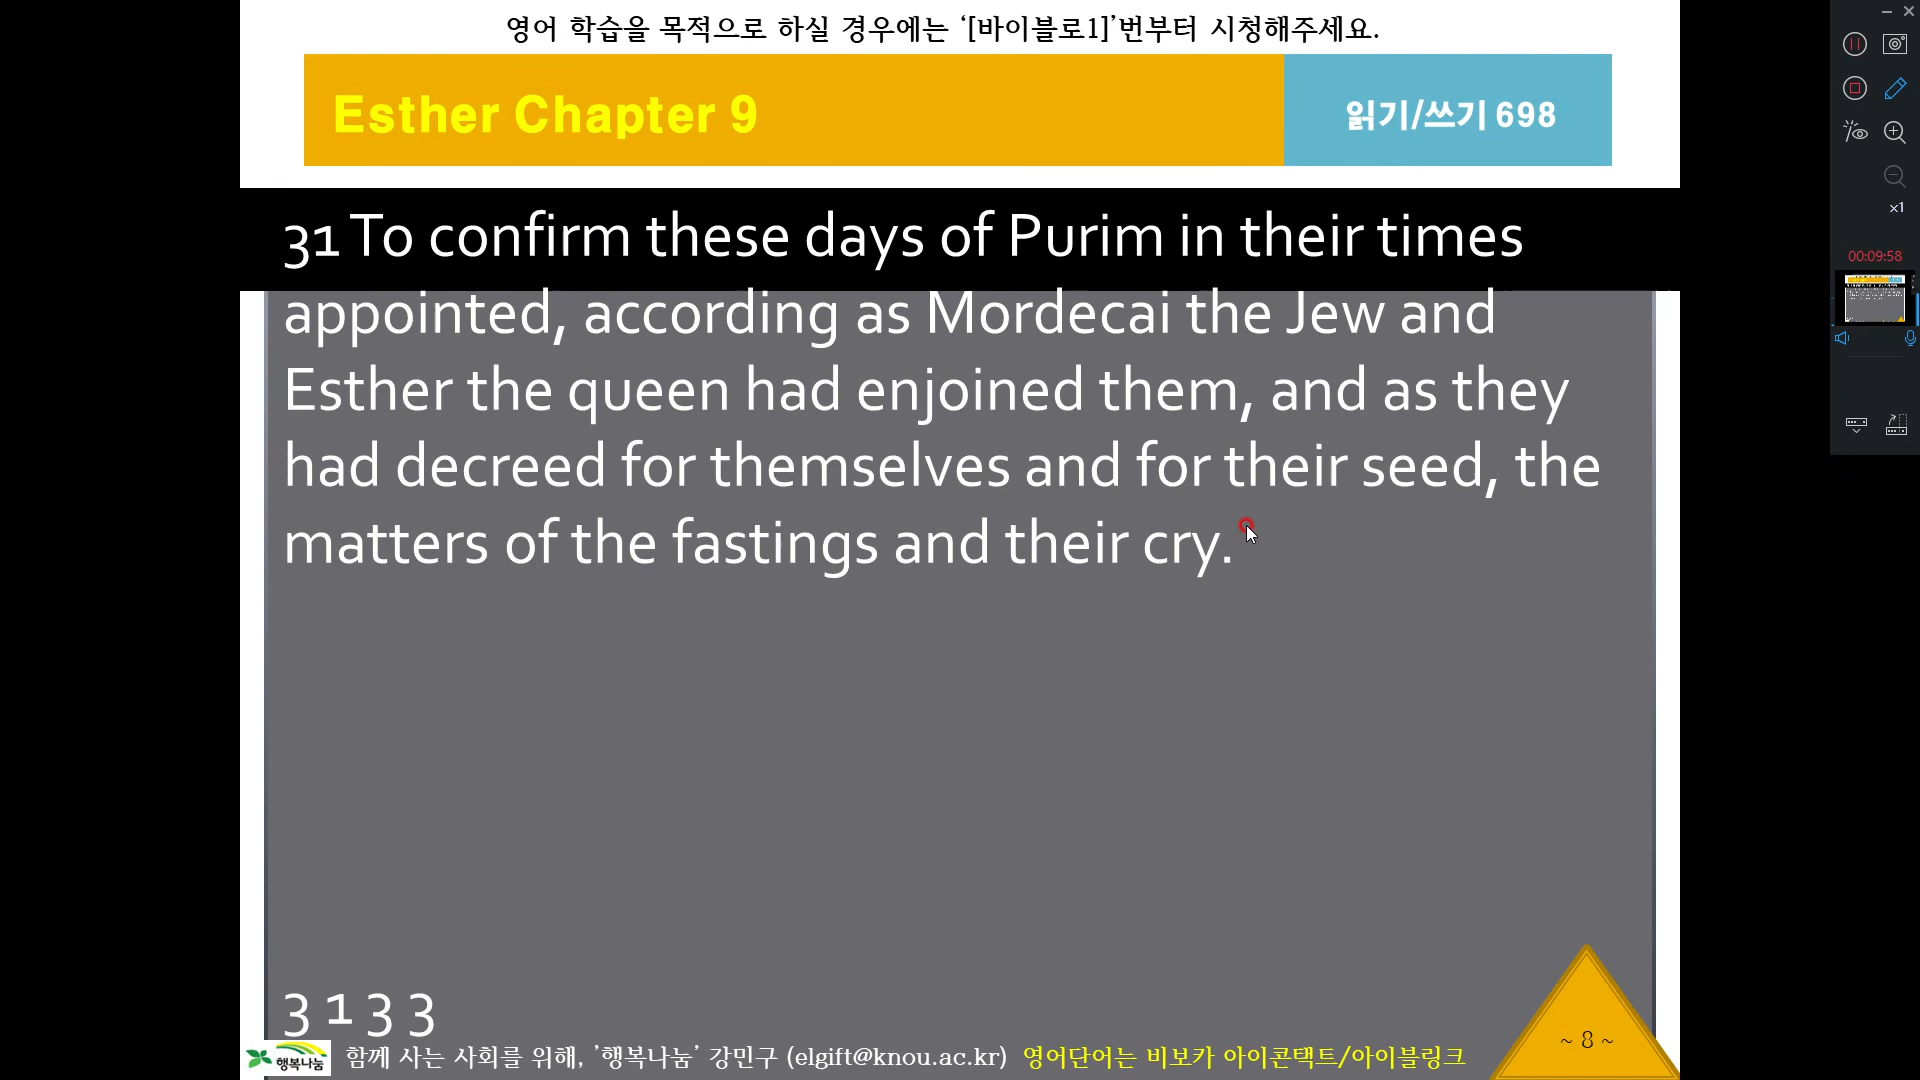 영어 학습을 목적으로 하실 경우에는 ‘[바이블로1]’번부터 시청해주세요.
Esther Chapter 9
읽기/쓰기 698
31 To confirm these days of Purim in their times
appointed, according as Mordecai the Jew and
Esther the queen had enjoined them, and as they
had decreed for themselves and for their seed, the
matters of the fastings and their cry.
3 1 3 3
~ 8 ~
행복나눔
함께 사는 사회를 위해, ’행복나눔’ 강민구 (elgift@knou.ac.kr) 영어단어는 비보카 아이콘택트/아이블링크
x1
00:09:58